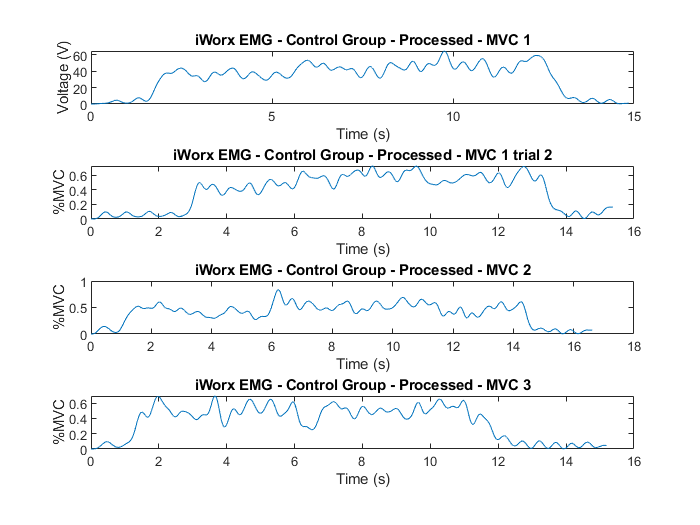 iWorx EMG - Control Group - Processed - MVC 1
Voltage (V)
60
40
20
0
0 5 10 15
Time (s)
iWorx EMG - Control Group - Processed - MVC 1 trial 2
%MVC
0.6
0.4
0.2
0
0 2 4 6 8 10 12 14 16
Time (s)
iWorx EMG - Control Group - Processed - MVC 2
%MVC
1
0.5
0
0 2 4 6 8 10 12 14 16 18
Time (s)
iWorx EMG - Control Group - Processed - MVC 3
%MVC
0.6
0.4
0.2
0
0 2 4 6 8 10 12 14 16
Time (s)